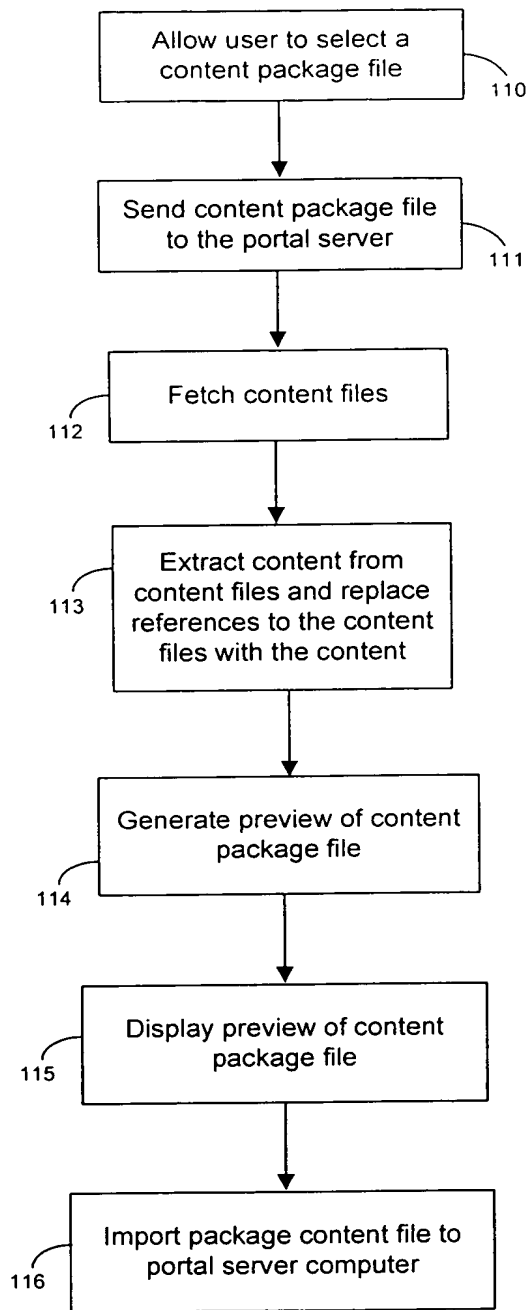 Allow user to select a
content package file
110
Send content package file
to the portal server
111
Fetch content files
112
Extract content from
content files and replace
references to the content
files with the content
113
Generate preview of content
package file
114
Display preview of content
package file
115
Import package content file to
portal server computer
116